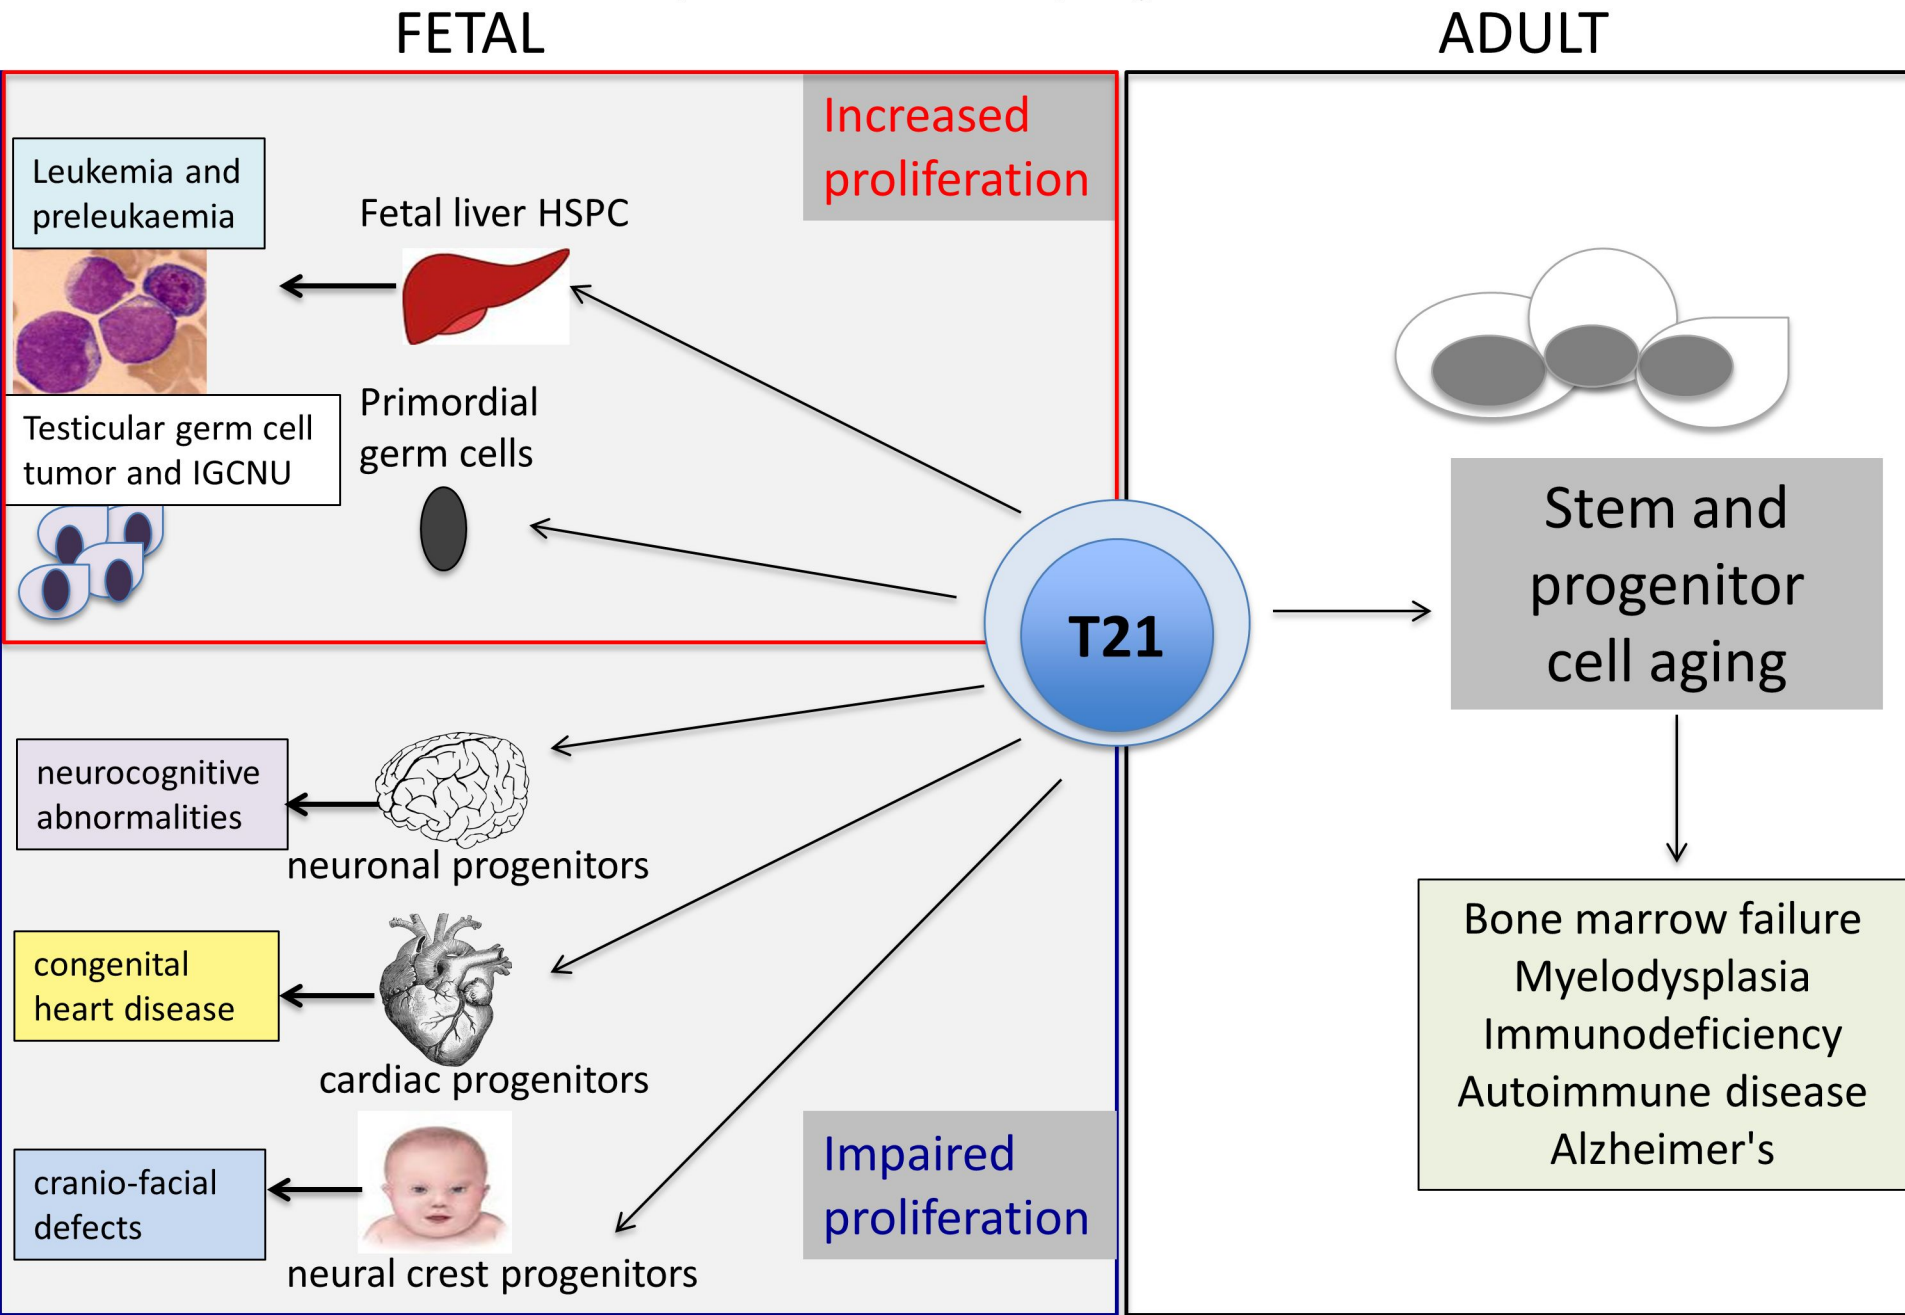 FETAL
ADULT
Increased
proliferation
Leukemia and
preleukaemia
Fetal liver HSPC
Testicular germ cell
tumor and IGCNU
Primordial
germ cells
T21
Stem and
progenitor
cell aging
neurocognitive
abnormalities
neuronal progenitors
congenital
heart disease
cardiac progenitors
cranio-facial
defects
neural crest progenitors
Impaired
proliferation
Bone marrow failure
Myelodysplasia
Immunodeficiency
Autoimmune disease
Alzheimer's